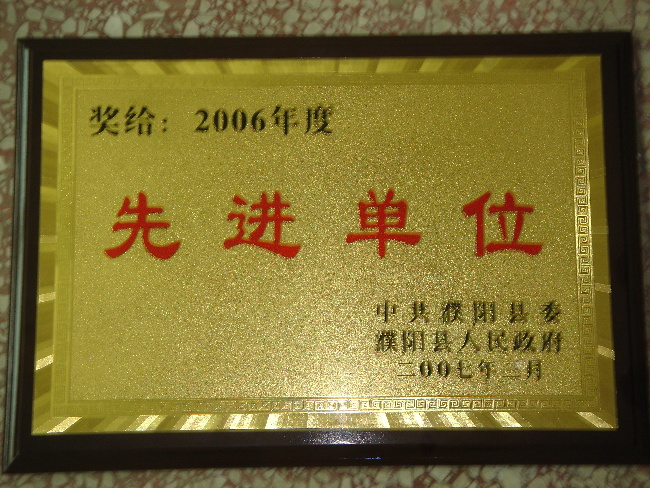 奖给：2006年度
先进单位
中共濮阳县委
濮阳县人民政府
二00七年二月